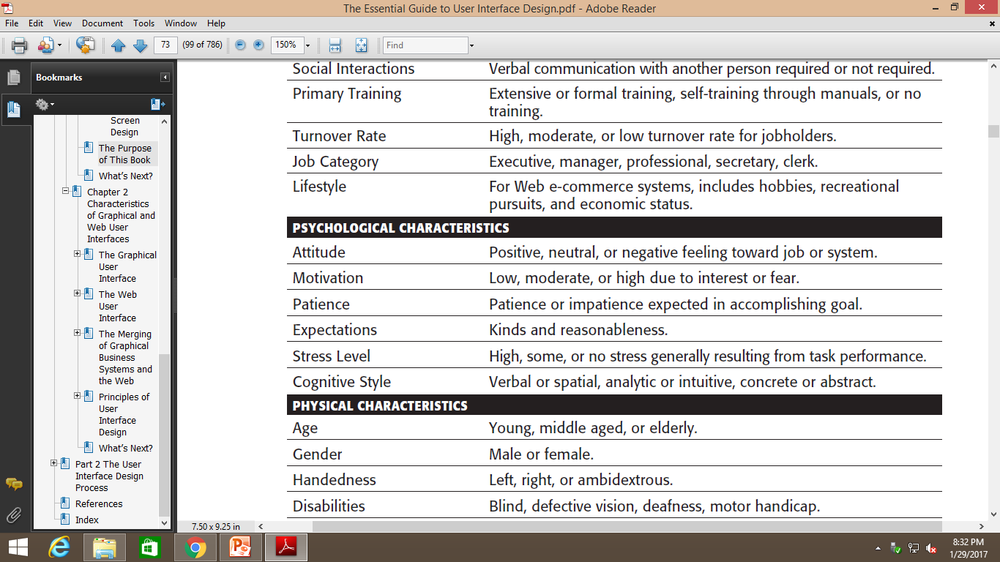 The Essential Guide to User Interface Design.pdf - Adobe Reader
File Edit View Document Tools Window Help
73 (99 of 786) 150% Find
Bookmarks
Screen
Design
The Purpose
of This Book
What's Next?
Chapter 2
Characteristics
of Graphical and
Web User
Interfaces
The Graphical
User
Interface
The Web
User
Interface
The Merging
of Graphical
Business
Systems and
the Web
Principles of
User
Interface
Design
What's Next?
Part 2 The User
Interface Design
Process
References
Index
Social Interactions Verbal communication with another person required or not required.
Primary Training Extensive or formal training, self-training through manuals, or no
training.
Turnover Rate High, moderate, or low turnover rate for jobholders.
Job Category Executive, manager, professional, secretary, clerk.
Lifestyle For Web e-commerce systems, includes hobbies, recreational
pursuits, and economic status.
PSYCHOLOGICAL CHARACTERISTICS
Attitude Positive, neutral, or negative feeling toward job or system.
Motivation Low, moderate, or high due to interest or fear.
Patience Patience or impatience expected in accomplishing goal.
Expectations Kinds and reasonableness.
Stress Level High, some, or no stress generally resulting from task performance.
Cognitive Style Verbal or spatial, analytic or intuitive, concrete or abstract.
PHYSICAL CHARACTERISTICS
Age Young, middle aged, or elderly.
Gender Male or female.
Handedness Left, right, or ambidextrous.
Disabilities Blind, defective vision, deafness, motor handicap.
7.50 x 9.25 in
8:32 PM
1/29/2017